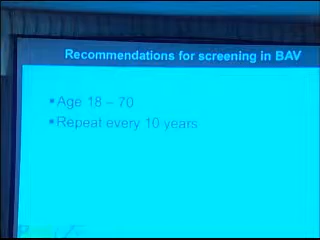 Recommendations for screening in BAV
▪Age 18 – 70
▪Repeat every 10 years